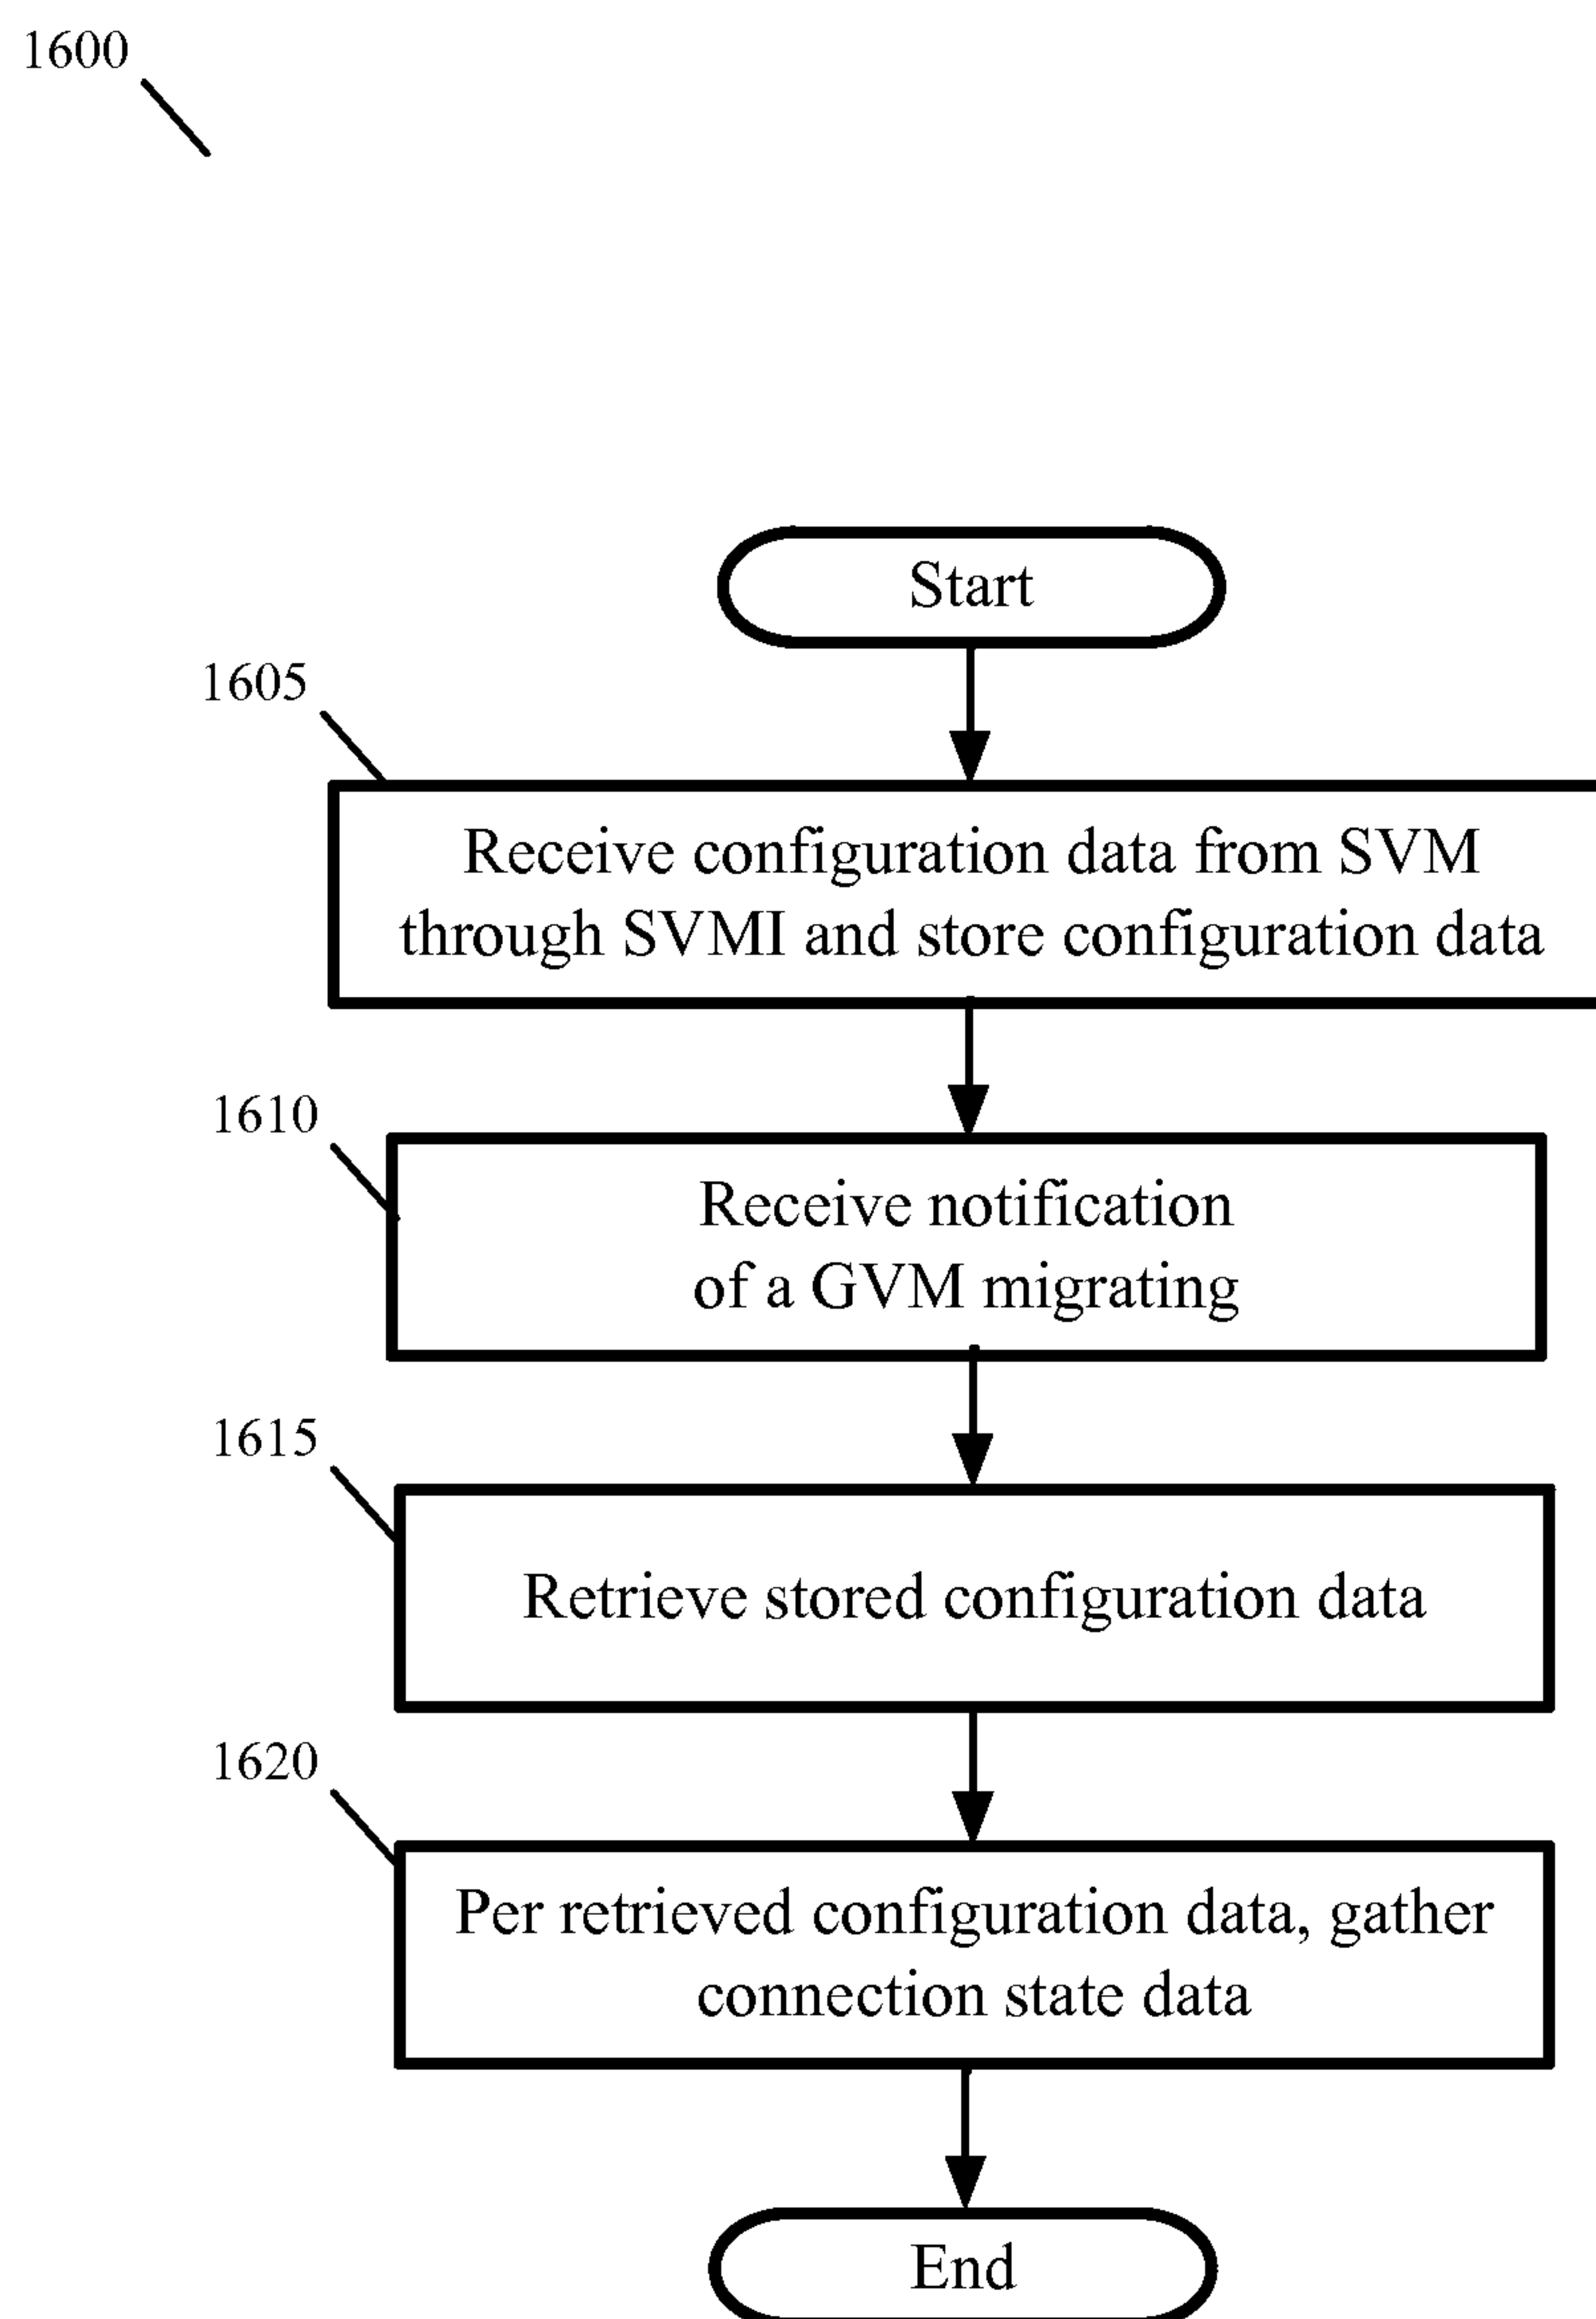 1600
Start
1605
Receive configuration data from SVM
through SVMI and store configuration data
1610
Receive notification
of a GVM migrating
1615
Retrieve stored configuration data
1620
Per retrieved configuration data, gather
connection state data
End